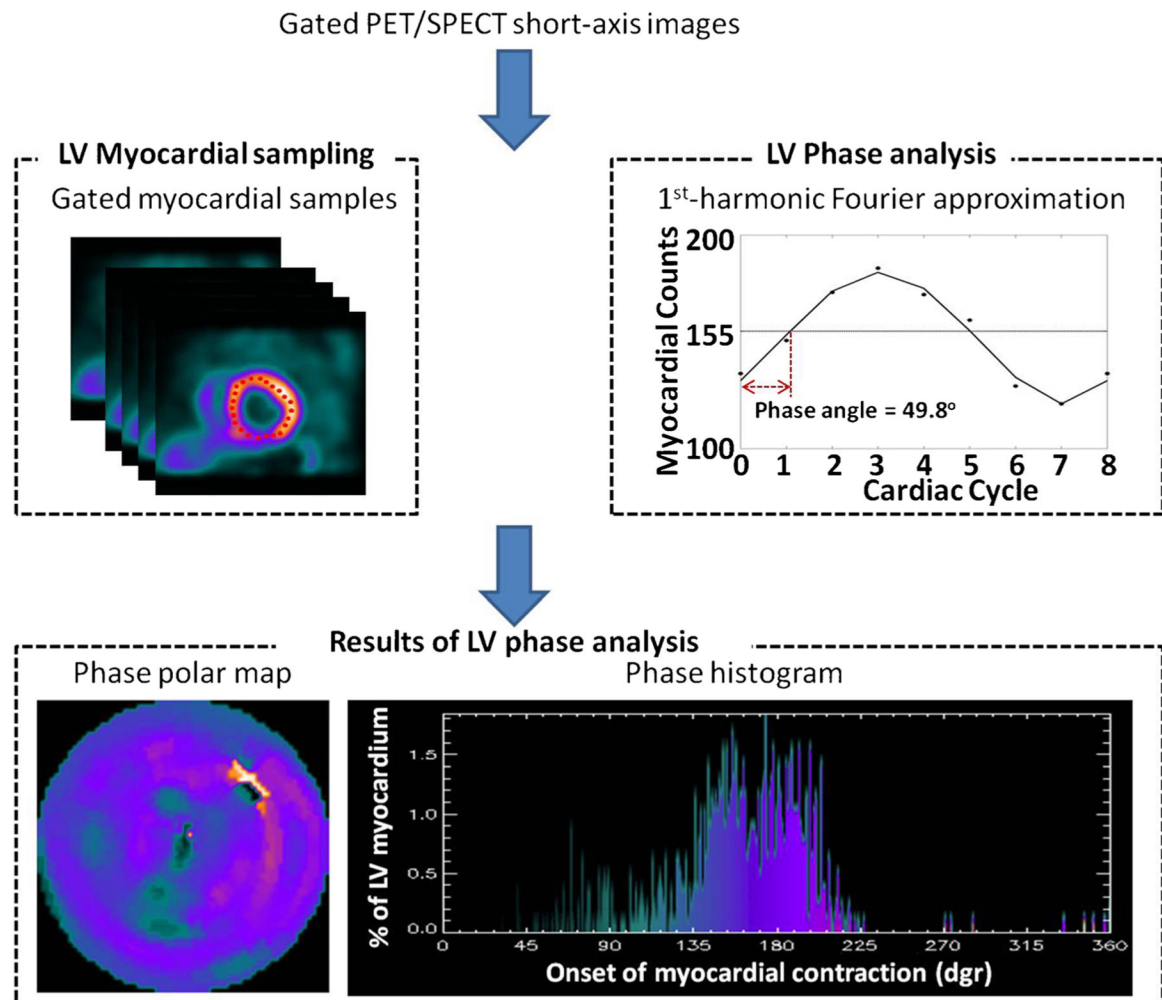 Gated PET/SPECT short-axis images
LV Myocardial sampling
Gated myocardial samples
LV Phase analysis
1st-harmonic Fourier approximation
Myocardial Counts
200
155
100
Phase angle = 49.8o
0 1 2 3 4 5 6 7 8
Cardiac Cycle
Results of LV phase analysis
Phase polar map
Phase histogram
% of LV myocardium
1.5
1.0
0.5
0.0
0 45 90 135 180 225 270 315 360
Onset of myocardial contraction (dgr)